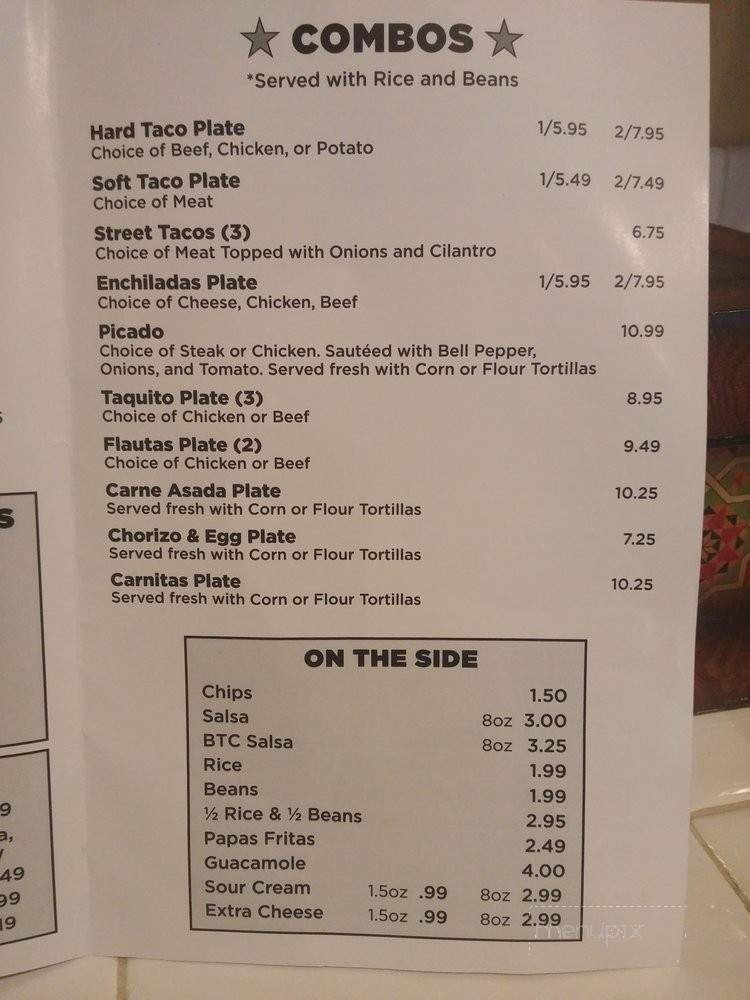 ★ COMBOS ★
*Served with Rice and Beans
Hard Taco Plate 1/5.95 2/7.95
Choice of Beef, Chicken, or Potato
Soft Taco Plate 1/5.49 2/7.49
Choice of Meat
Street Tacos (3) 6.75
Choice of Meat Topped with Onions and Cilantro
Enchiladas Plate 1/5.95 2/7.95
Choice of Cheese, Chicken, Beef
Picado 10.99
Choice of Steak or Chicken. Sautéed with Bell Pepper,
Onions, and Tomato. Served fresh with Corn or Flour Tortillas
Taquito Plate (3) 8.95
Choice of Chicken or Beef
Flautas Plate (2) 9.49
Choice of Chicken or Beef
Carne Asada Plate 10.25
Served fresh with Corn or Flour Tortillas
Chorizo & Egg Plate 7.25
Served fresh with Corn or Flour Tortillas
Carnitas Plate 10.25
Served fresh with Corn or Flour Tortillas
ON THE SIDE
Chips 1.50
Salsa 8oz 3.00
BTC Salsa 8oz 3.25
Rice 1.99
Beans 1.99
½ Rice & ½ Beans 2.95
Papas Fritas 2.49
Guacamole 4.00
Sour Cream 1.5oz .99 8oz 2.99
Extra Cheese 1.5oz .99 8oz 2.99
menupix